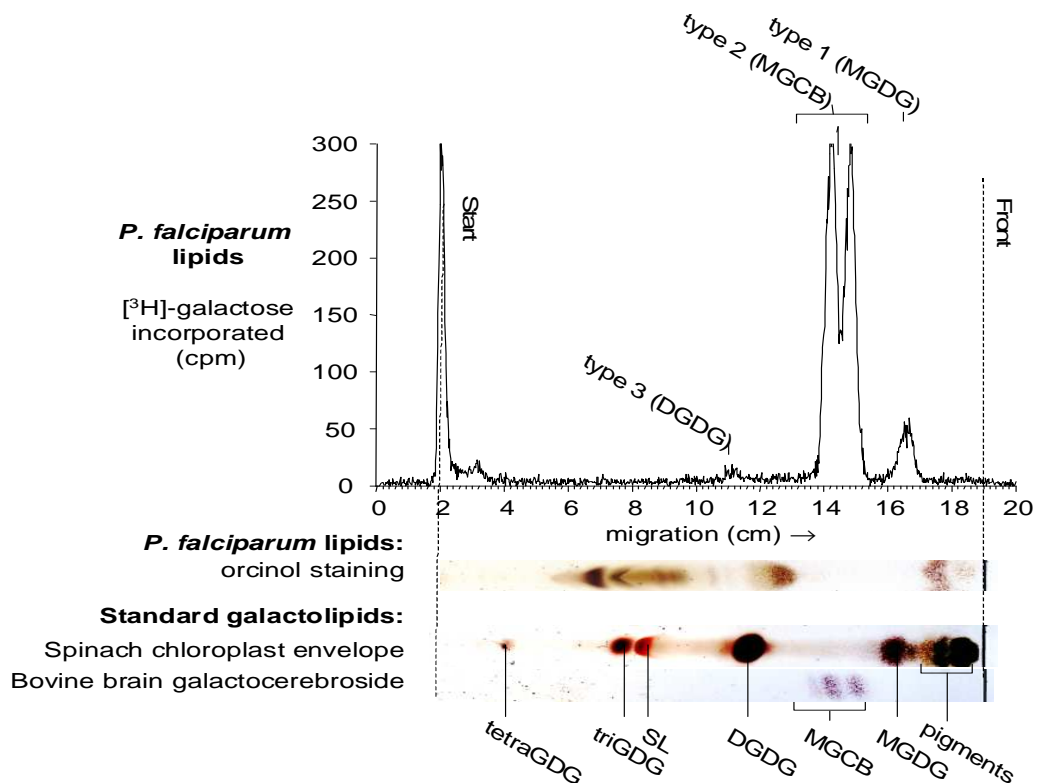 type 1 (MGDG)
type 2 (MGCB)
300
250
200
150
100
50
0
P. falciparum
lipids
[³H]-galactose
incorporated
(cpm)
Start
Front
type 3 (DGDG)
0 2 4 6 8 10 12 14 16 18 20
migration (cm) →
P. falciparum lipids:
orcinol staining
Standard galactolipids:
Spinach chloroplast envelope
Bovine brain galactocerebroside
tetraGDG
triGDG
SL
DGDG
MGCB
MGDG
pigments